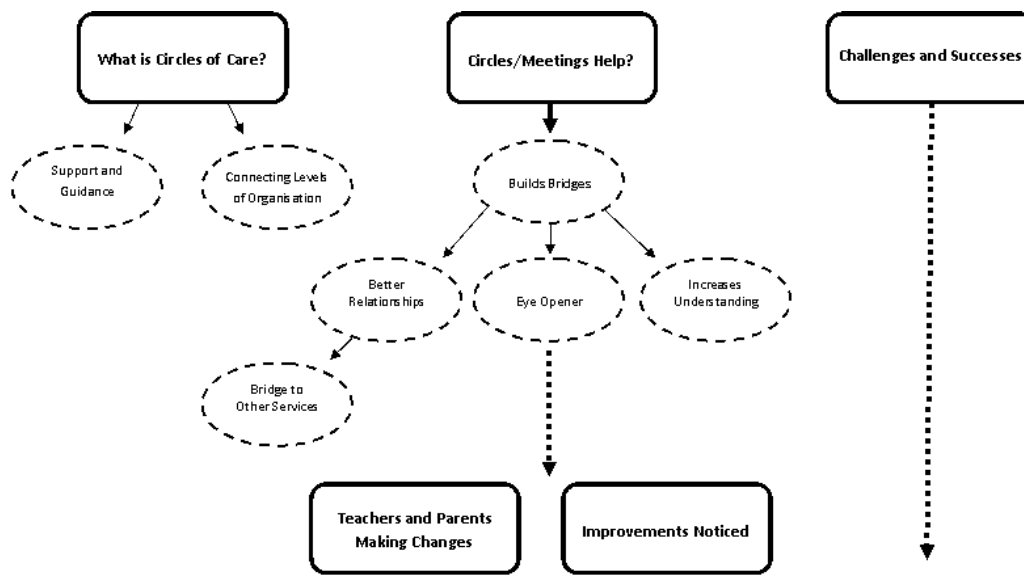 What is Circles of Care?
Circles/Meetings Help?
Challenges and Successes
Support and
Guidance
Connecting Levels
of Organisation
Builds Bridges
Better
Relationships
Eye Opener
Increases
Understanding
Bridge to
Other Services
Teachers and Parents
Making Changes
Improvements Noticed